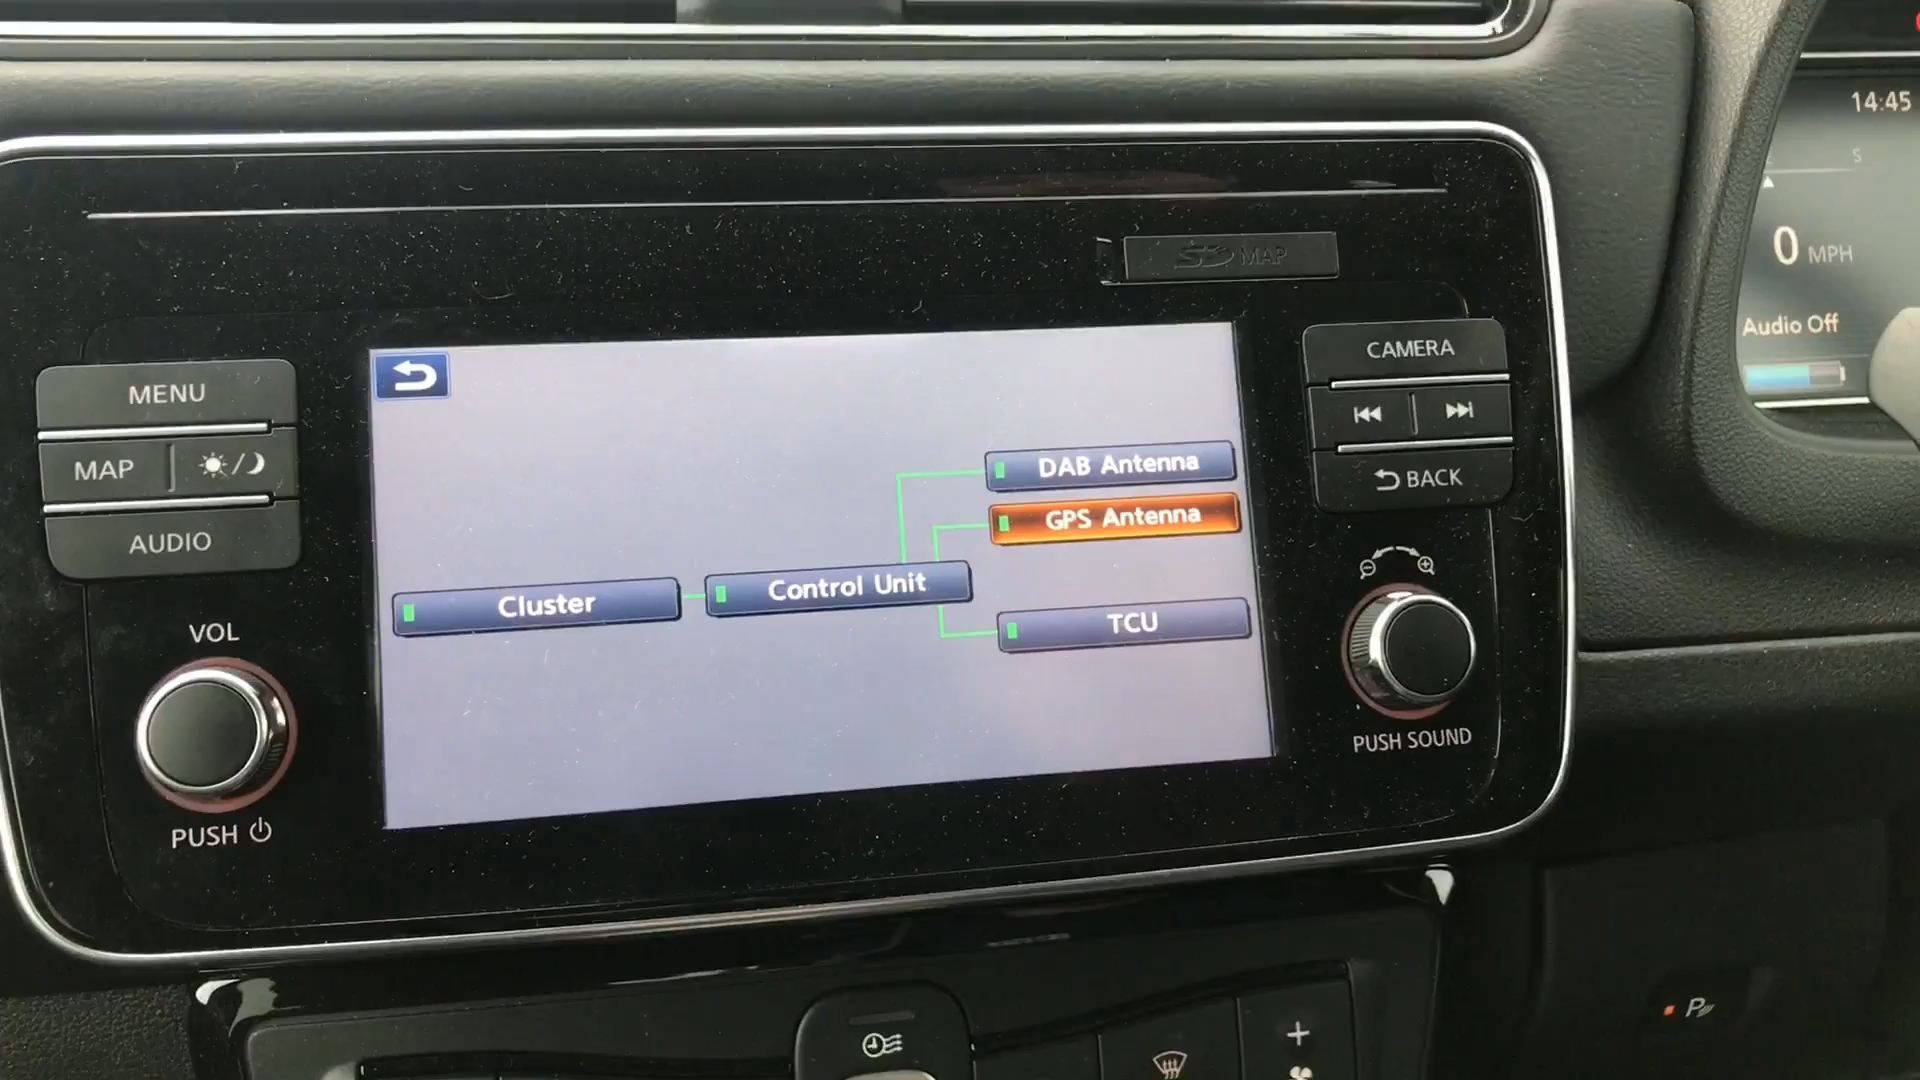 14:45
S
0 MPH
Audio Off
SD MAP
MENU
MAP
AUDIO
VOL
PUSH
DAB Antenna
GPS Antenna
Cluster
Control Unit
TCU
CAMERA
BACK
PUSH SOUND
P